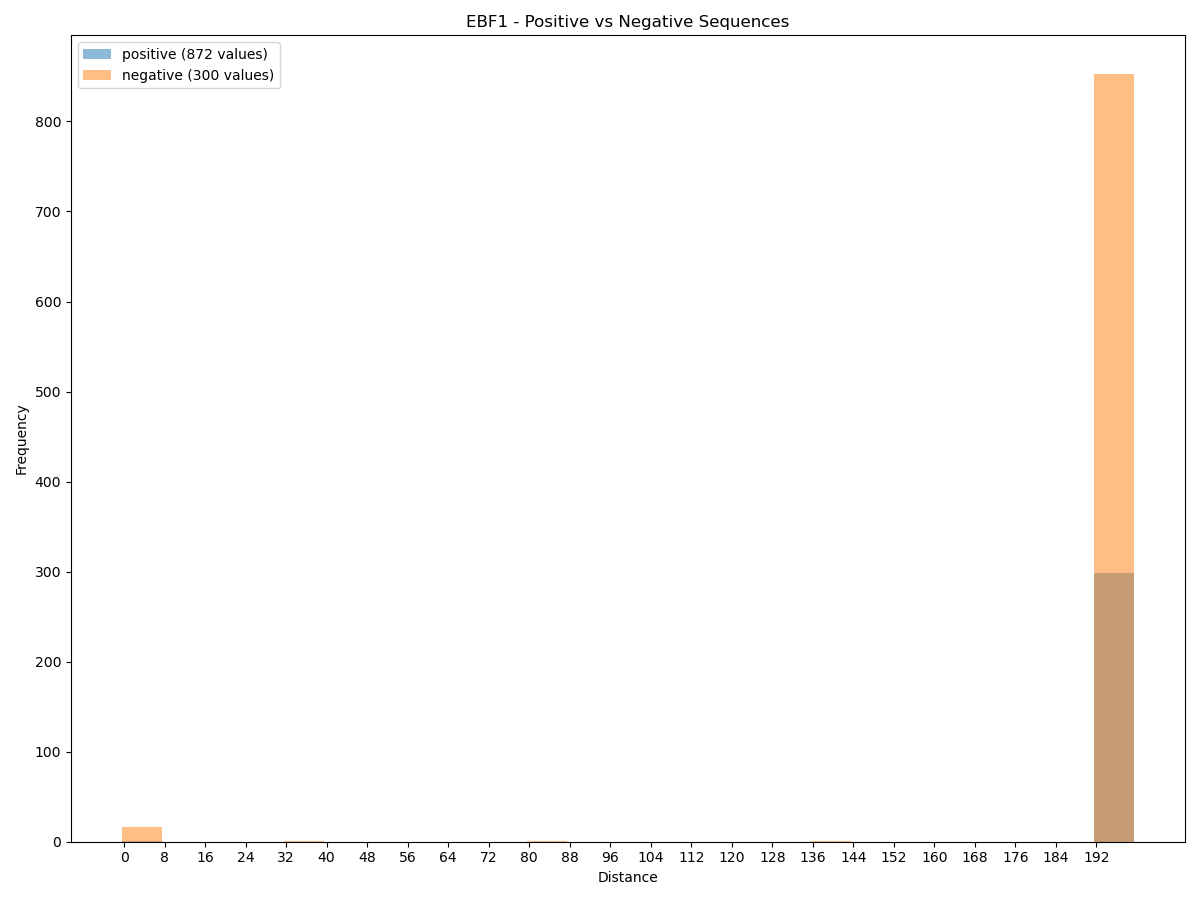 EBF1 - Positive vs Negative Sequences
positive (872 values)
negative (300 values)
Frequency
800
700
600
500
400
300
200
100
0
0 8 16 24 32 40 48 56 64 72 80 88 96 104 112 120 128 136 144 152 160 168 176 184 192
Distance